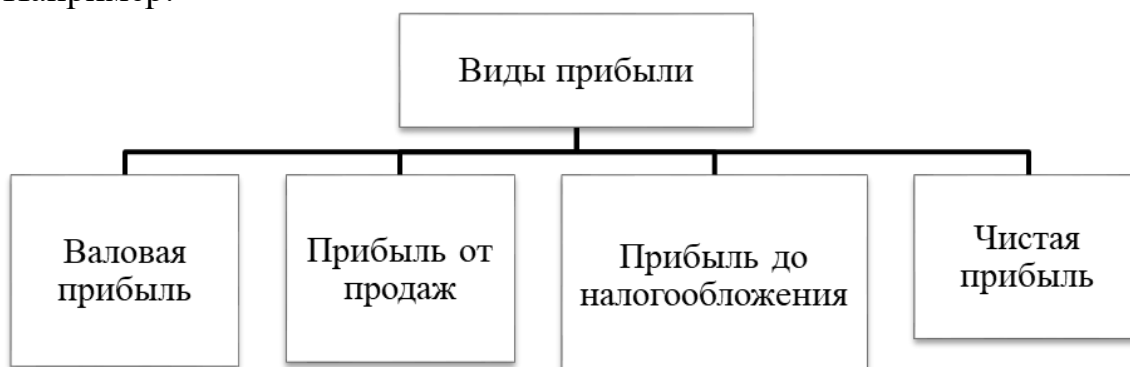 Виды прибыли
Валовая
прибыль
Прибыль от
продаж
Прибыль до
налогообложения
Чистая
прибыль